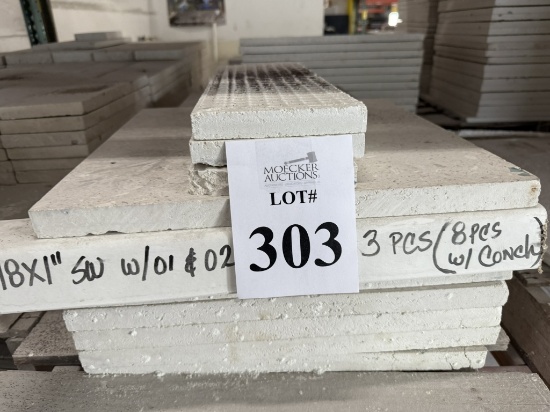 MOECKER
AUCTIONS
LOT#
303
18X1" SW W/01 & 02
3 PCS (8 PCS
W/ CONCH)